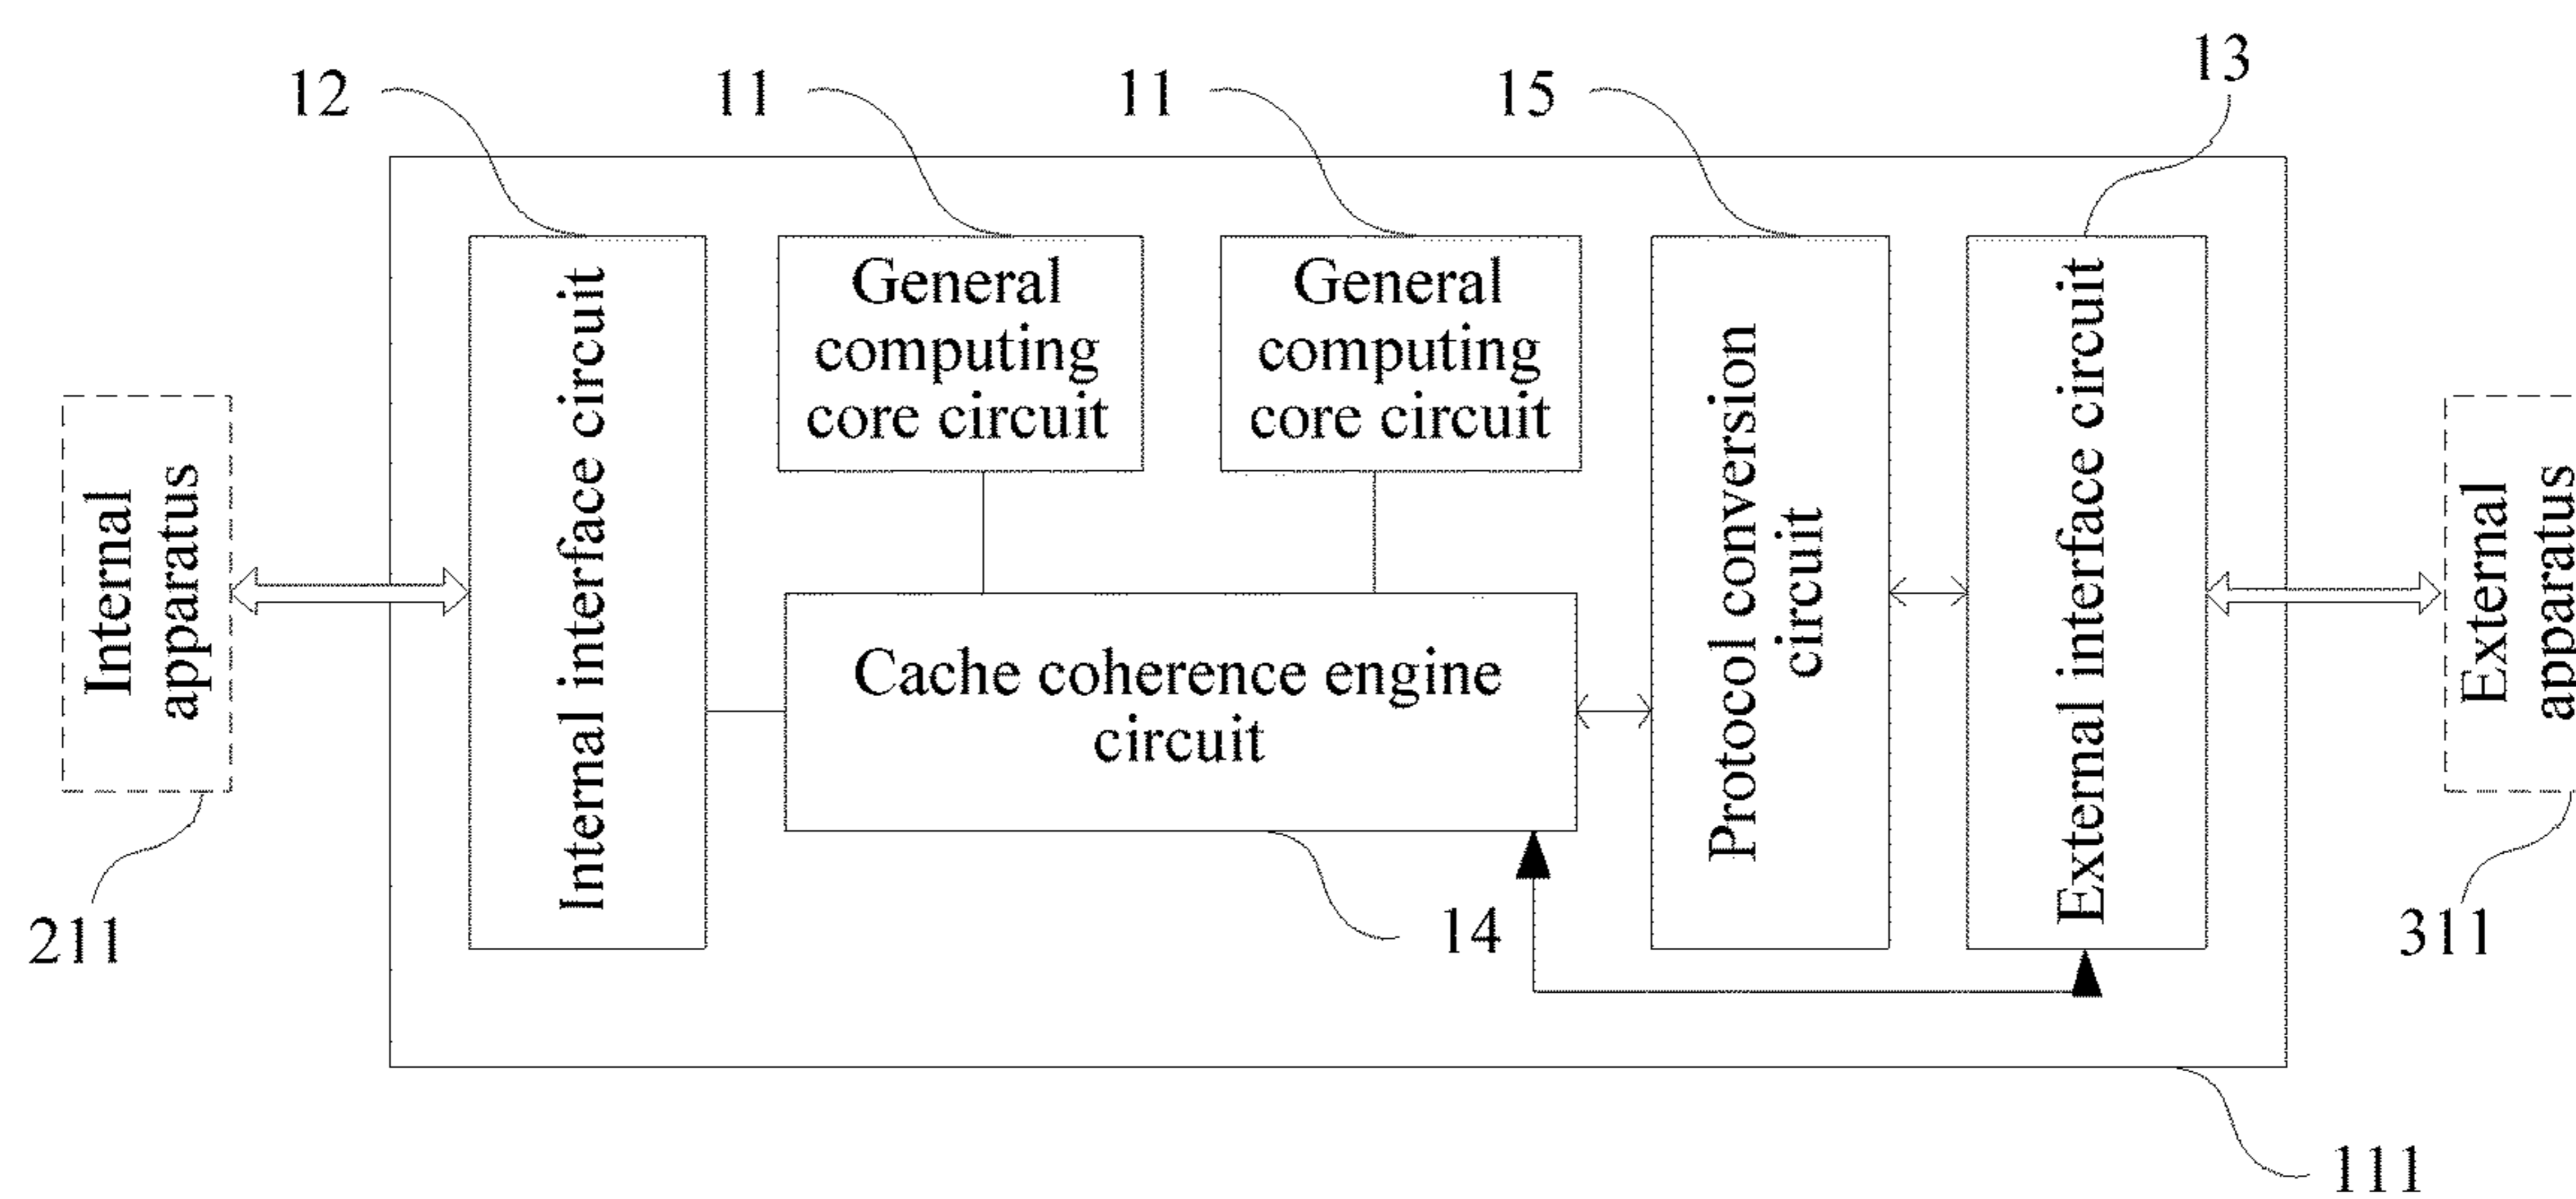 12
11
11
15
13
Internal
apparatus
Internal interface circuit
General
computing
core circuit
General
computing
core circuit
Cache coherence engine
circuit
Protocol conversion
circuit
External interface circuit
External
apparatus
211
14
311
111